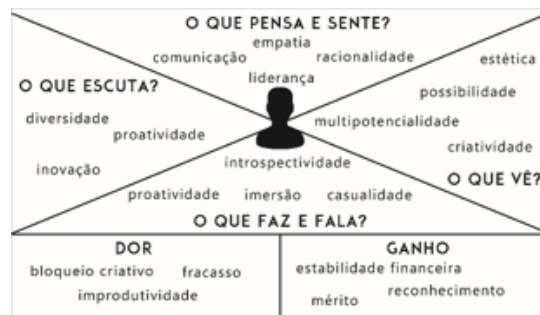 O QUE PENSA E SENTE?
empatia
comunicação
racionalidade
liderança
O QUE ESCUTA?
diversidade
proatividade
inovação
estética
possibilidade
multipotencialidade
criatividade
O QUE VÊ?
introspectividade
proatividade imersão casualidade
O QUE FAZ E FALA?
DOR
bloqueio criativo fracasso
improdutividade
GANHO
estabilidade financeira
reconhecimento
mérito